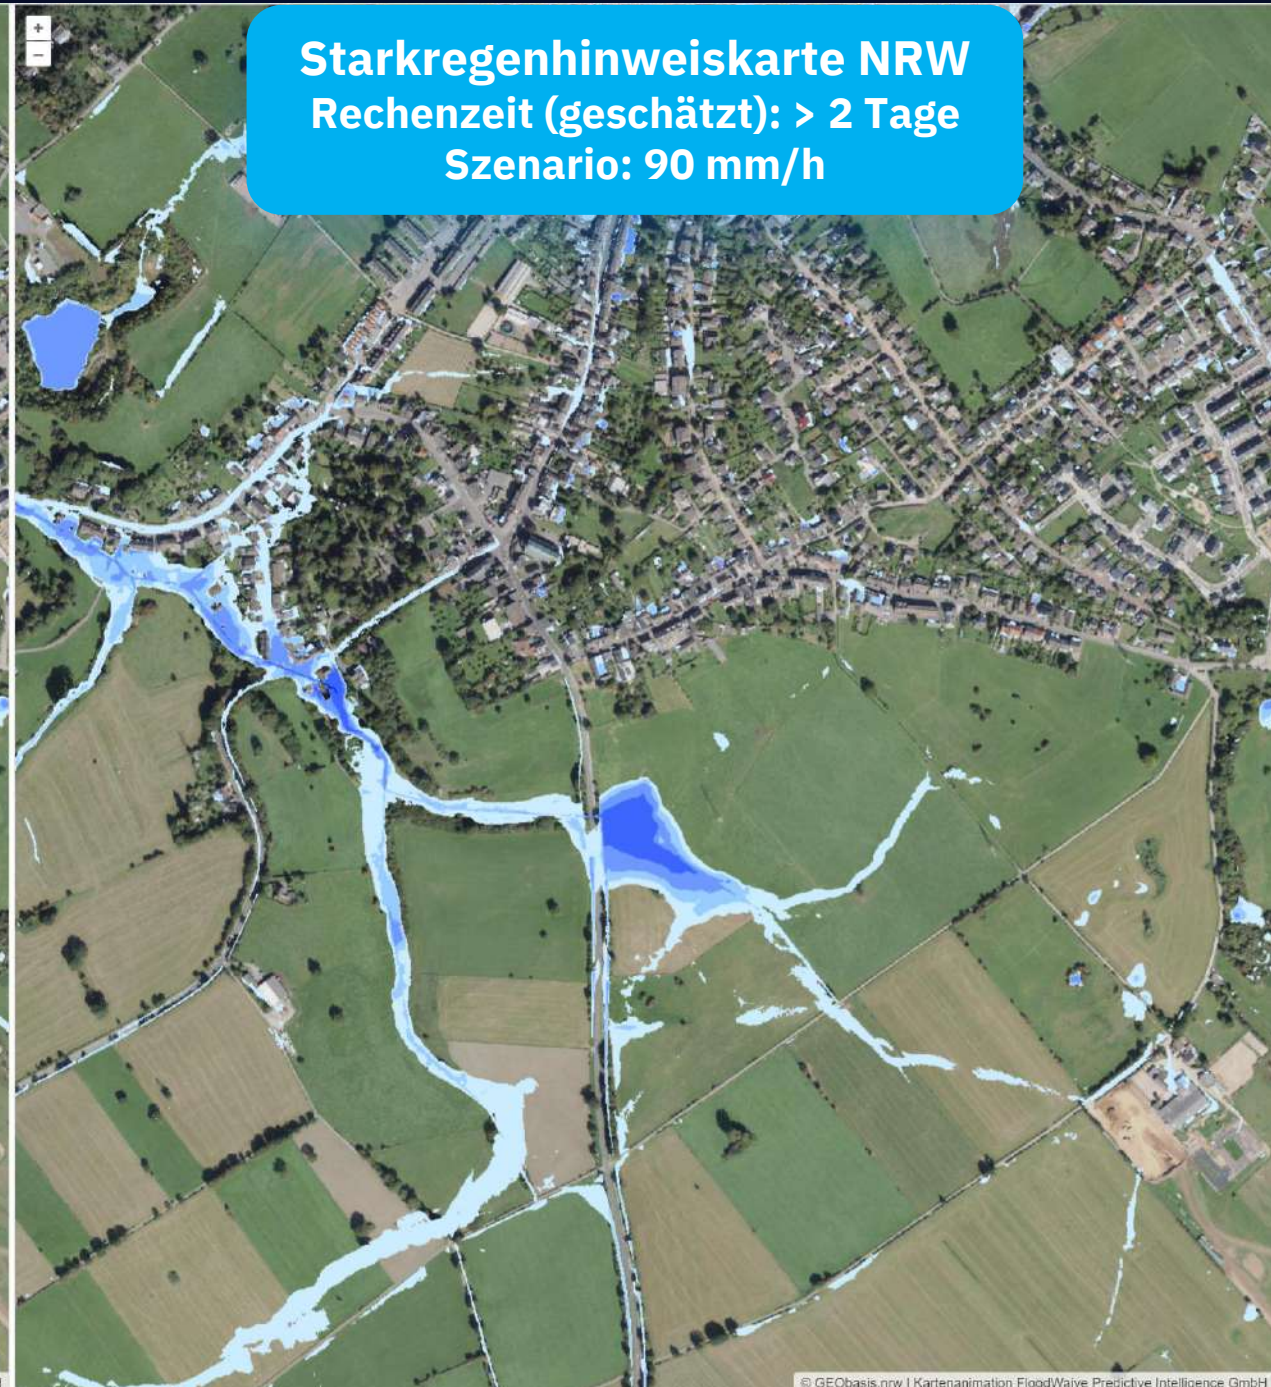 Starkregenhinweiskarte NRW
Rechenzeit (geschätzt): > 2 Tage
Szenario: 90 mm/h
+
−
© GEObasis.nrw | Kartenanimation FloodWaive Predictive Intelligence GmbH